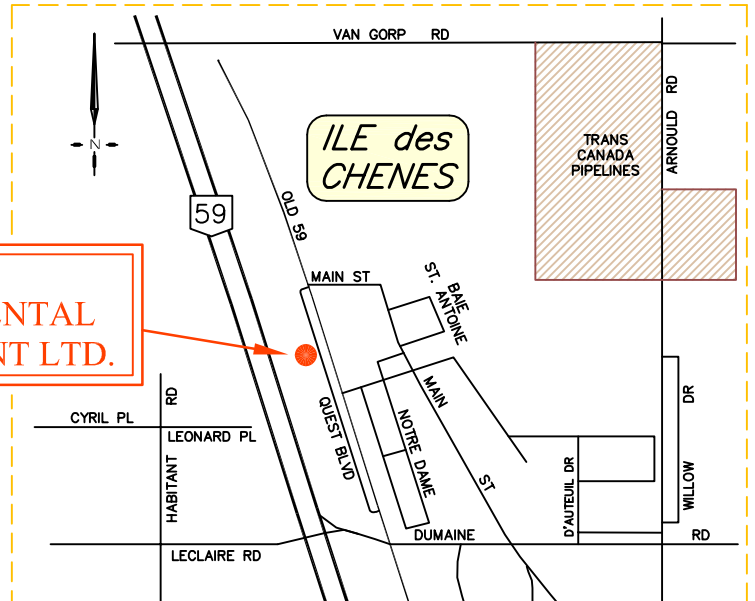 VAN GORP RD
ARNOULD RD
N
ILE des
CHENES
TRANS
CANADA
PIPELINES
59
OLD 59
MAIN ST
BAIE
ST. ANTOINE
ENTAL
NT LTD.
QUEST BLVD
MAIN ST
NOTRE DAME
CYRIL PL
LEONARD PL
HABITANT RD
D'AUTEUIL DR
WILLOW DR
DUMAINE RD
LECLAIRE RD